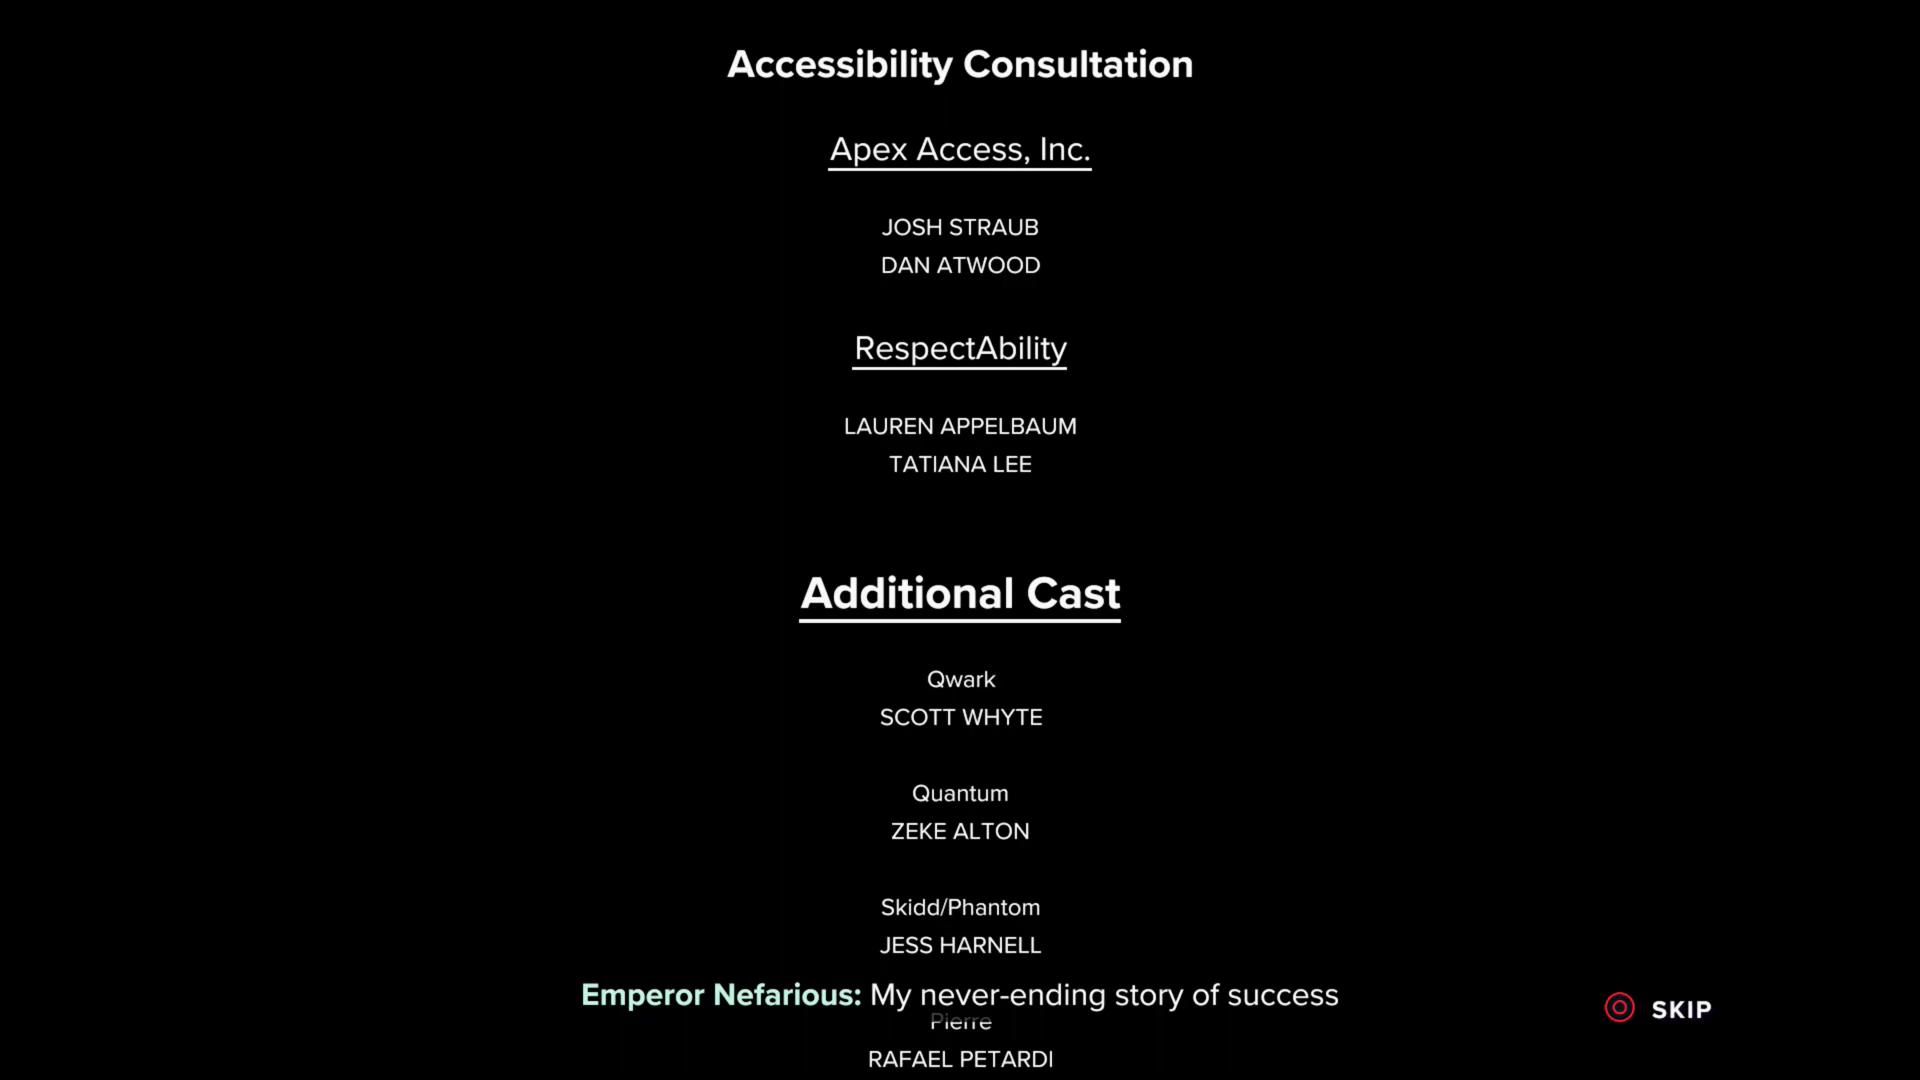 Accessibility Consultation
Apex Access, Inc.
JOSH STRAUB
DAN ATWOOD
RespectAbility
LAUREN APPELBAUM
TATIANA LEE
Additional Cast
Qwark
SCOTT WHYTE
Quantum
ZEKE ALTON
Skidd/Phantom
JESS HARNELL
Emperor Nefarious: My never-ending story of success
SKIP
Pierre
RAFAEL PETARDI